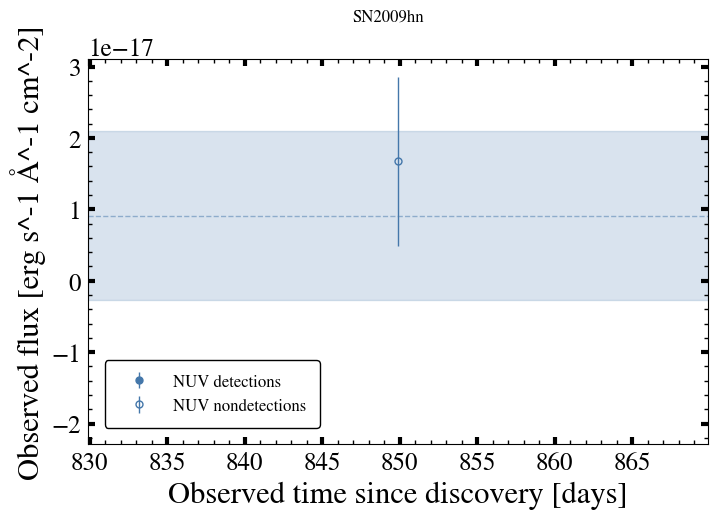 SN2009hn
1e−17
3
2
1
0
−1
−2
Observed flux [erg s^-1 Å^-1 cm^-2]
NUV detections
NUV nondetections
830 835 840 845 850 855 860 865
Observed time since discovery [days]